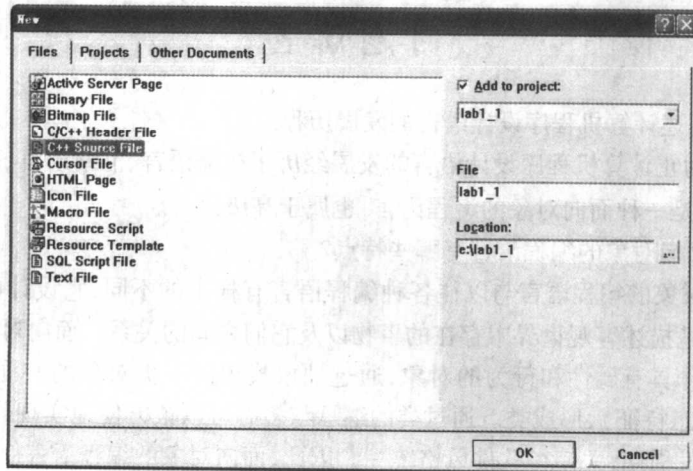 New
Files
Projects
Other Documents
Active Server Page
Binary File
Bitmap File
C/C++ Header File
C++ Source File
Cursor File
HTML Page
Icon File
Macro File
Resource Script
Resource Template
SQL Script File
Text File
Add to project:
lab1_1
File
lab1_1
Location:
e:\lab1_1
...
OK
Cancel